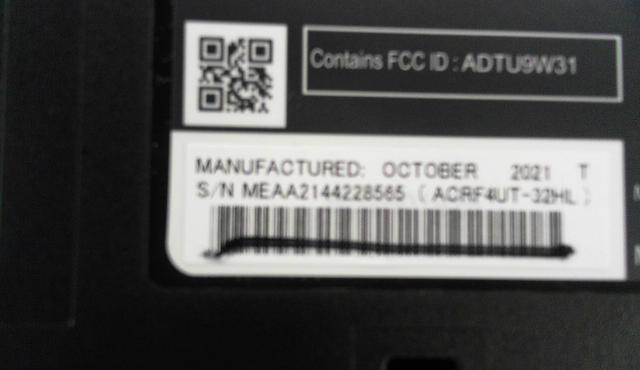 Contains FCC ID : ADTU9W31
MANUFACTURED: OCTOBER 2021 T
S/N MEAA2144228565 ( ACRF4UT-32HL )